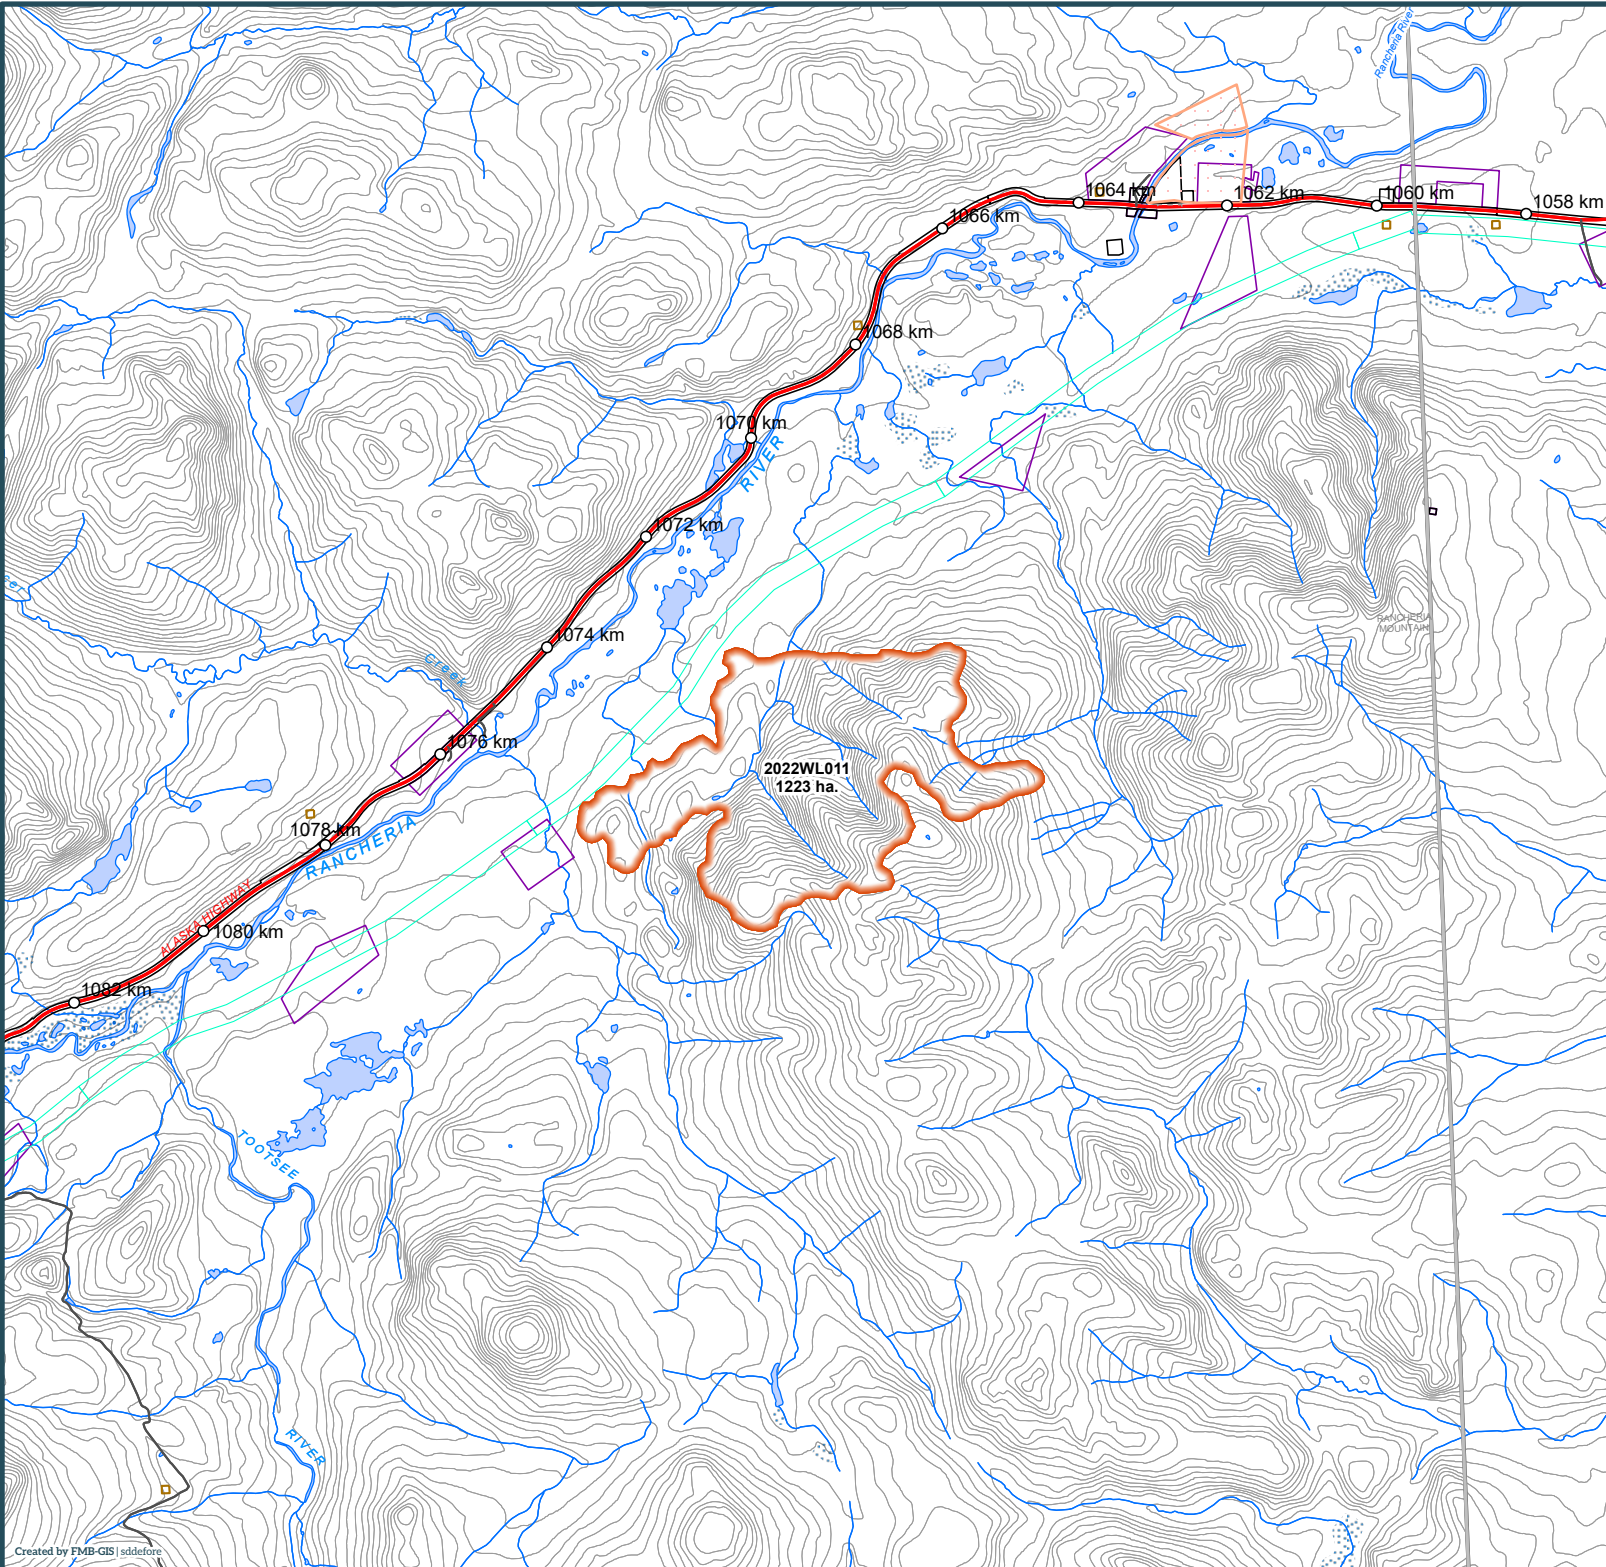 Rancheria River
1064 km
1062 km
1060 km
1058 km
1066 km
1068 km
1070 km
RIVER
1072 km
RANCHERIA
MOUNTAIN
1074 km
Creek
1076 km
2022WL011
1223 ha.
1078 km
RANCHERIA
ALASKA HIGHWAY
1080 km
1082 km
TOOTSEE
RIVER
Created by FMB-GIS | sddefore